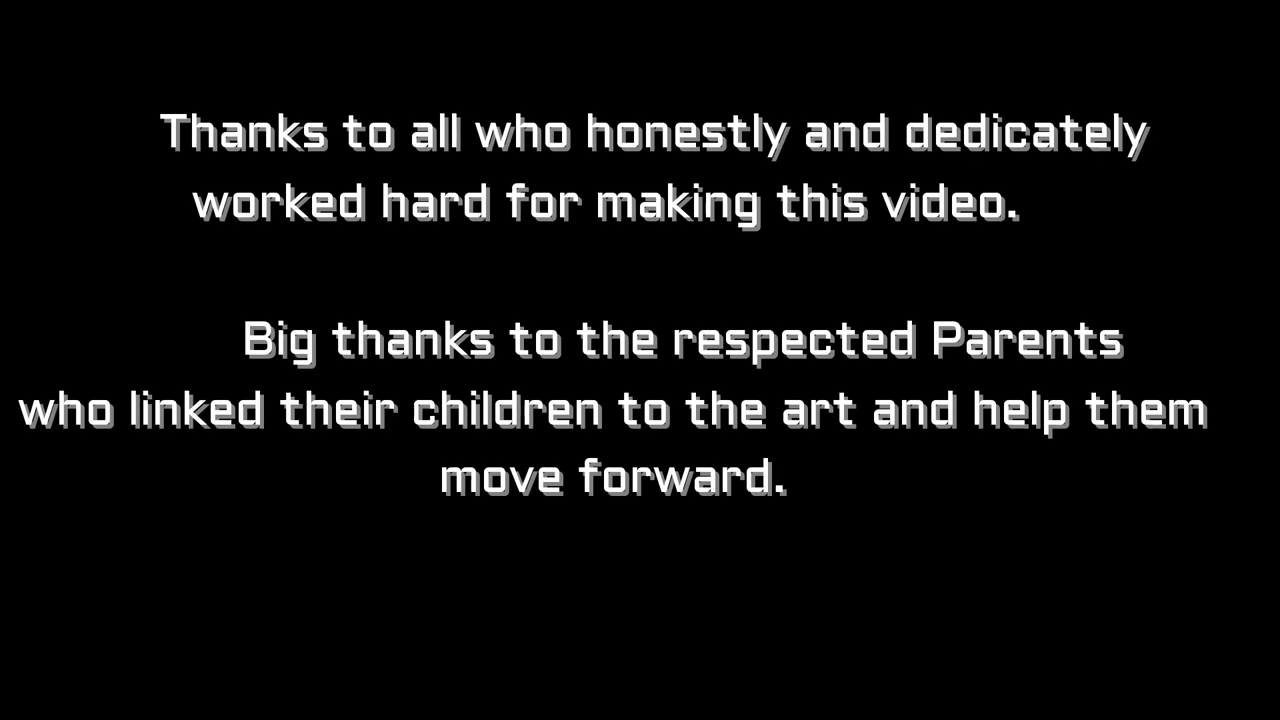 Thanks to all who honestly and dedicately
worked hard for making this video.
Big thanks to the respected Parents
who linked their children to the art and help them
move forward.